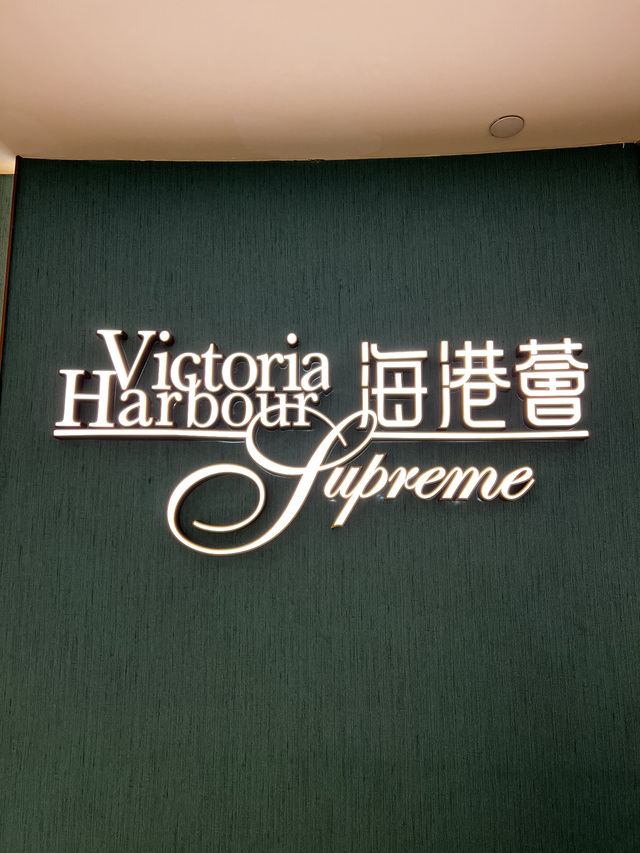 Victoria
Harbour 海港薈
Supreme